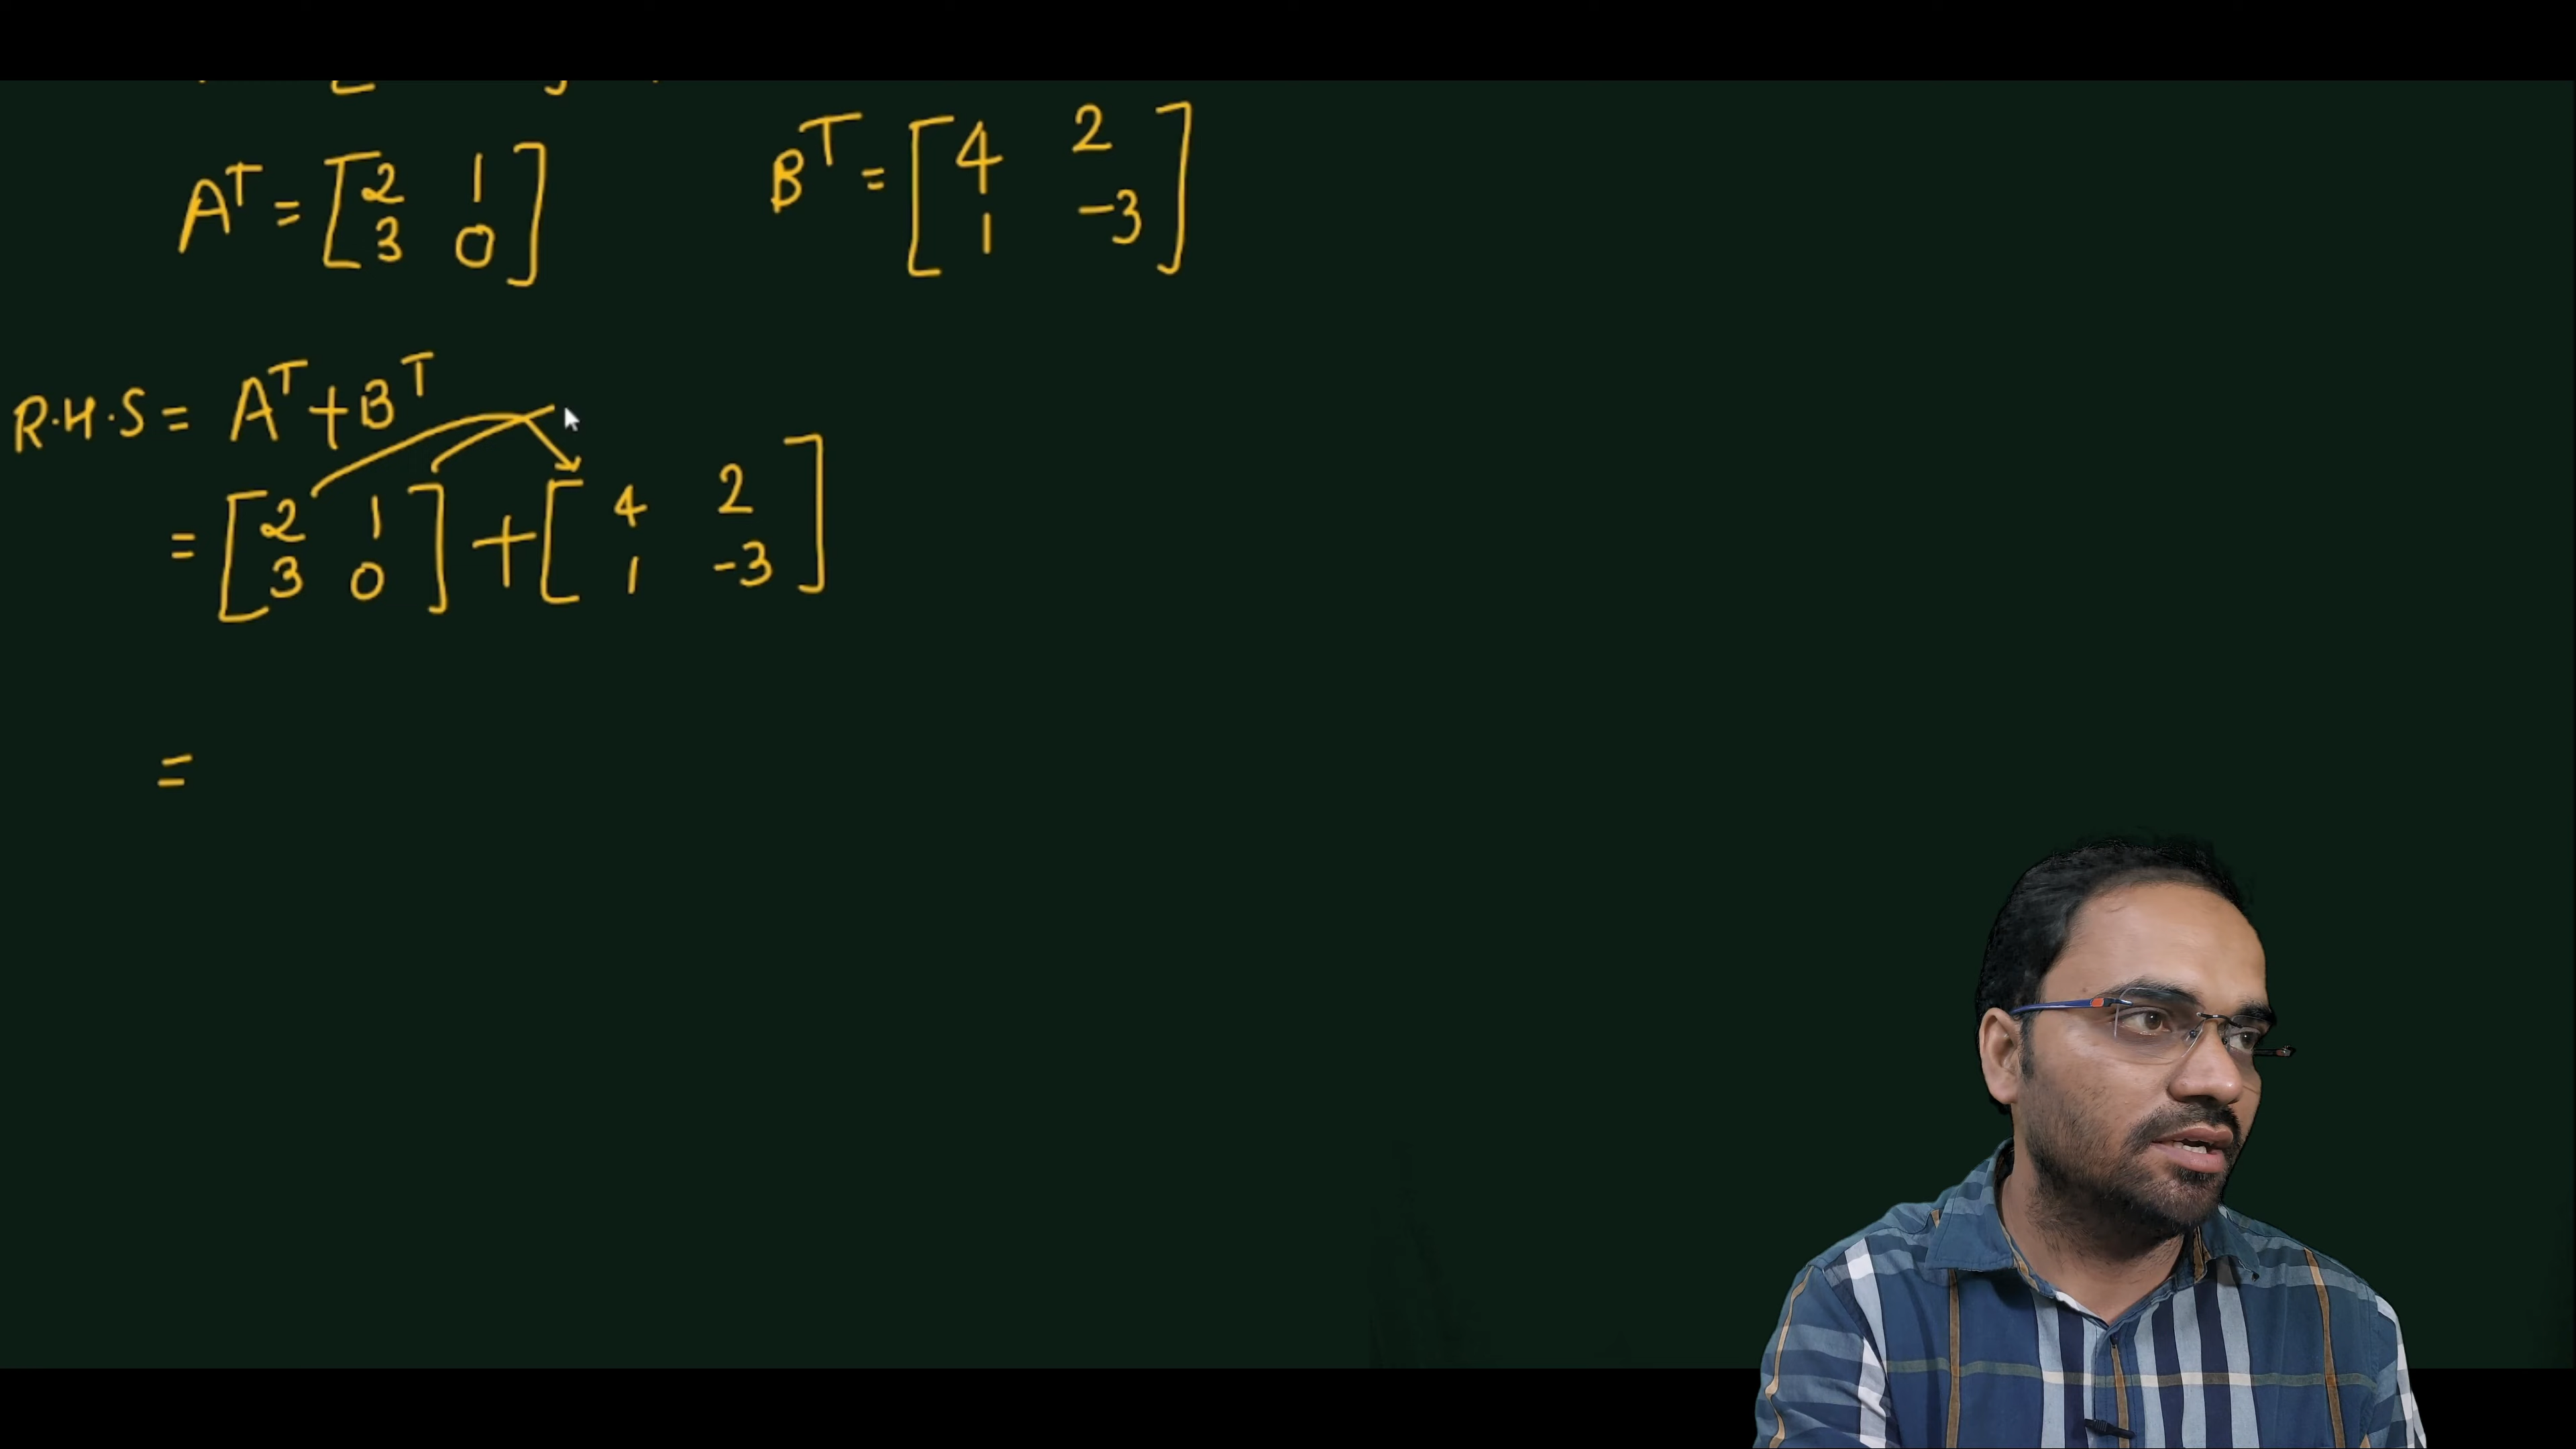 Aᵀ = [2 1
3 0]
Bᵀ = [4 2
1 -3]
R.H.S = Aᵀ + Bᵀ
= [2 1
3 0] + [4 2
1 -3]
=